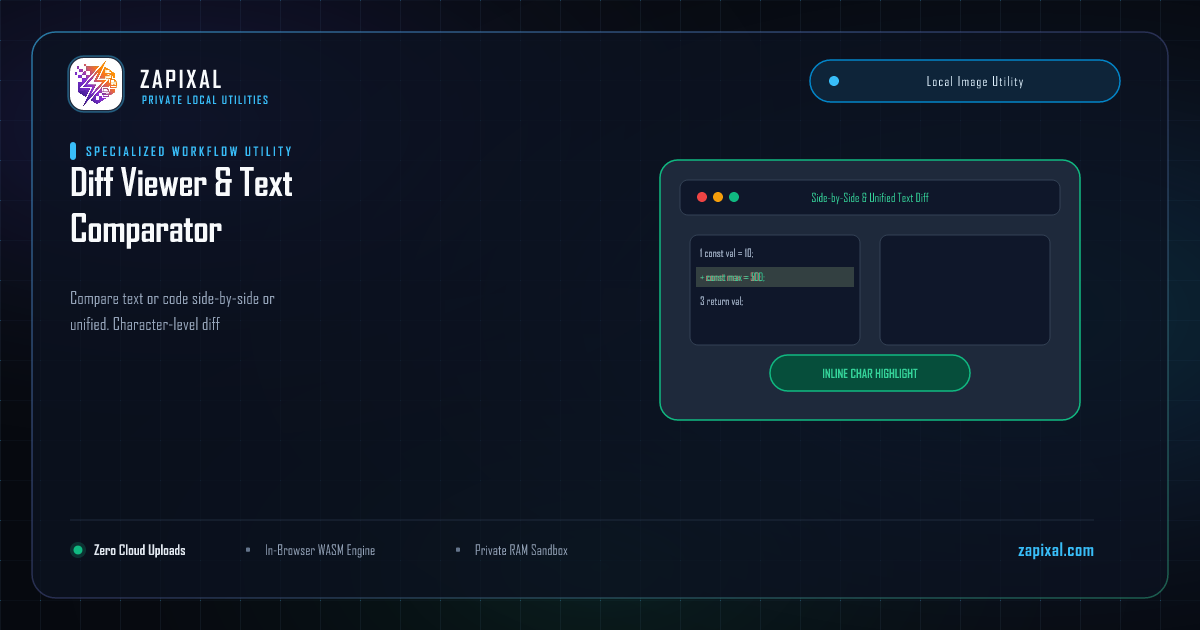 ZAPIXAL
PRIVATE LOCAL UTILITIES
Local Image Utility
SPECIALIZED WORKFLOW UTILITY
Diff Viewer & Text
Comparator
Compare text or code side-by-side or
unified. Character-level diff
Side-by-Side & Unified Text Diff
1 const val = 10;
const max =
3 return val;
INLINE CHAR HIGHLIGHT
Zero Cloud Uploads
In-Browser WASM Engine
Private RAM Sandbox
zapixal.com